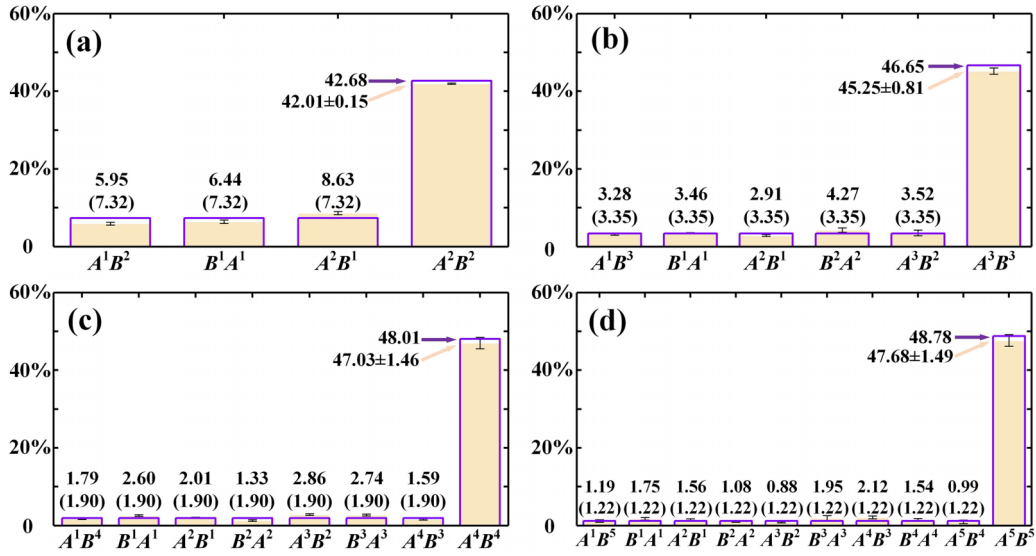 60%
(a)
42.68
42.01±0.15
40%
20%
5.95 6.44 8.63
(7.32) (7.32) (7.32)
0
A¹B² B¹A¹ A²B¹ A²B²
60%
(b)
46.65
45.25±0.81
40%
20%
3.28 3.46 2.91 4.27 3.52
(3.35) (3.35) (3.35) (3.35) (3.35)
0
A¹B³ B¹A¹ A²B¹ B²A² A³B² A³B³
60%
(c)
48.01
47.03±1.46
40%
20%
1.79 2.60 2.01 1.33 2.86 2.74 1.59
(1.90) (1.90) (1.90) (1.90) (1.90) (1.90) (1.90)
0
A¹B⁴ B¹A¹ A²B¹ B²A² A³B² B³A³ A⁴B³ A⁴B⁴
60%
(d)
48.78
47.68±1.49
40%
20%
1.19 1.75 1.56 1.08 0.88 1.95 2.12 1.54 0.99
(1.22) (1.22) (1.22) (1.22) (1.22) (1.22) (1.22) (1.22) (1.22)
0
A¹B⁵ B¹A¹ A²B¹ B²A² A³B² B³A³ A⁴B³ B⁴A⁴ A⁵B⁴ A⁵B⁵